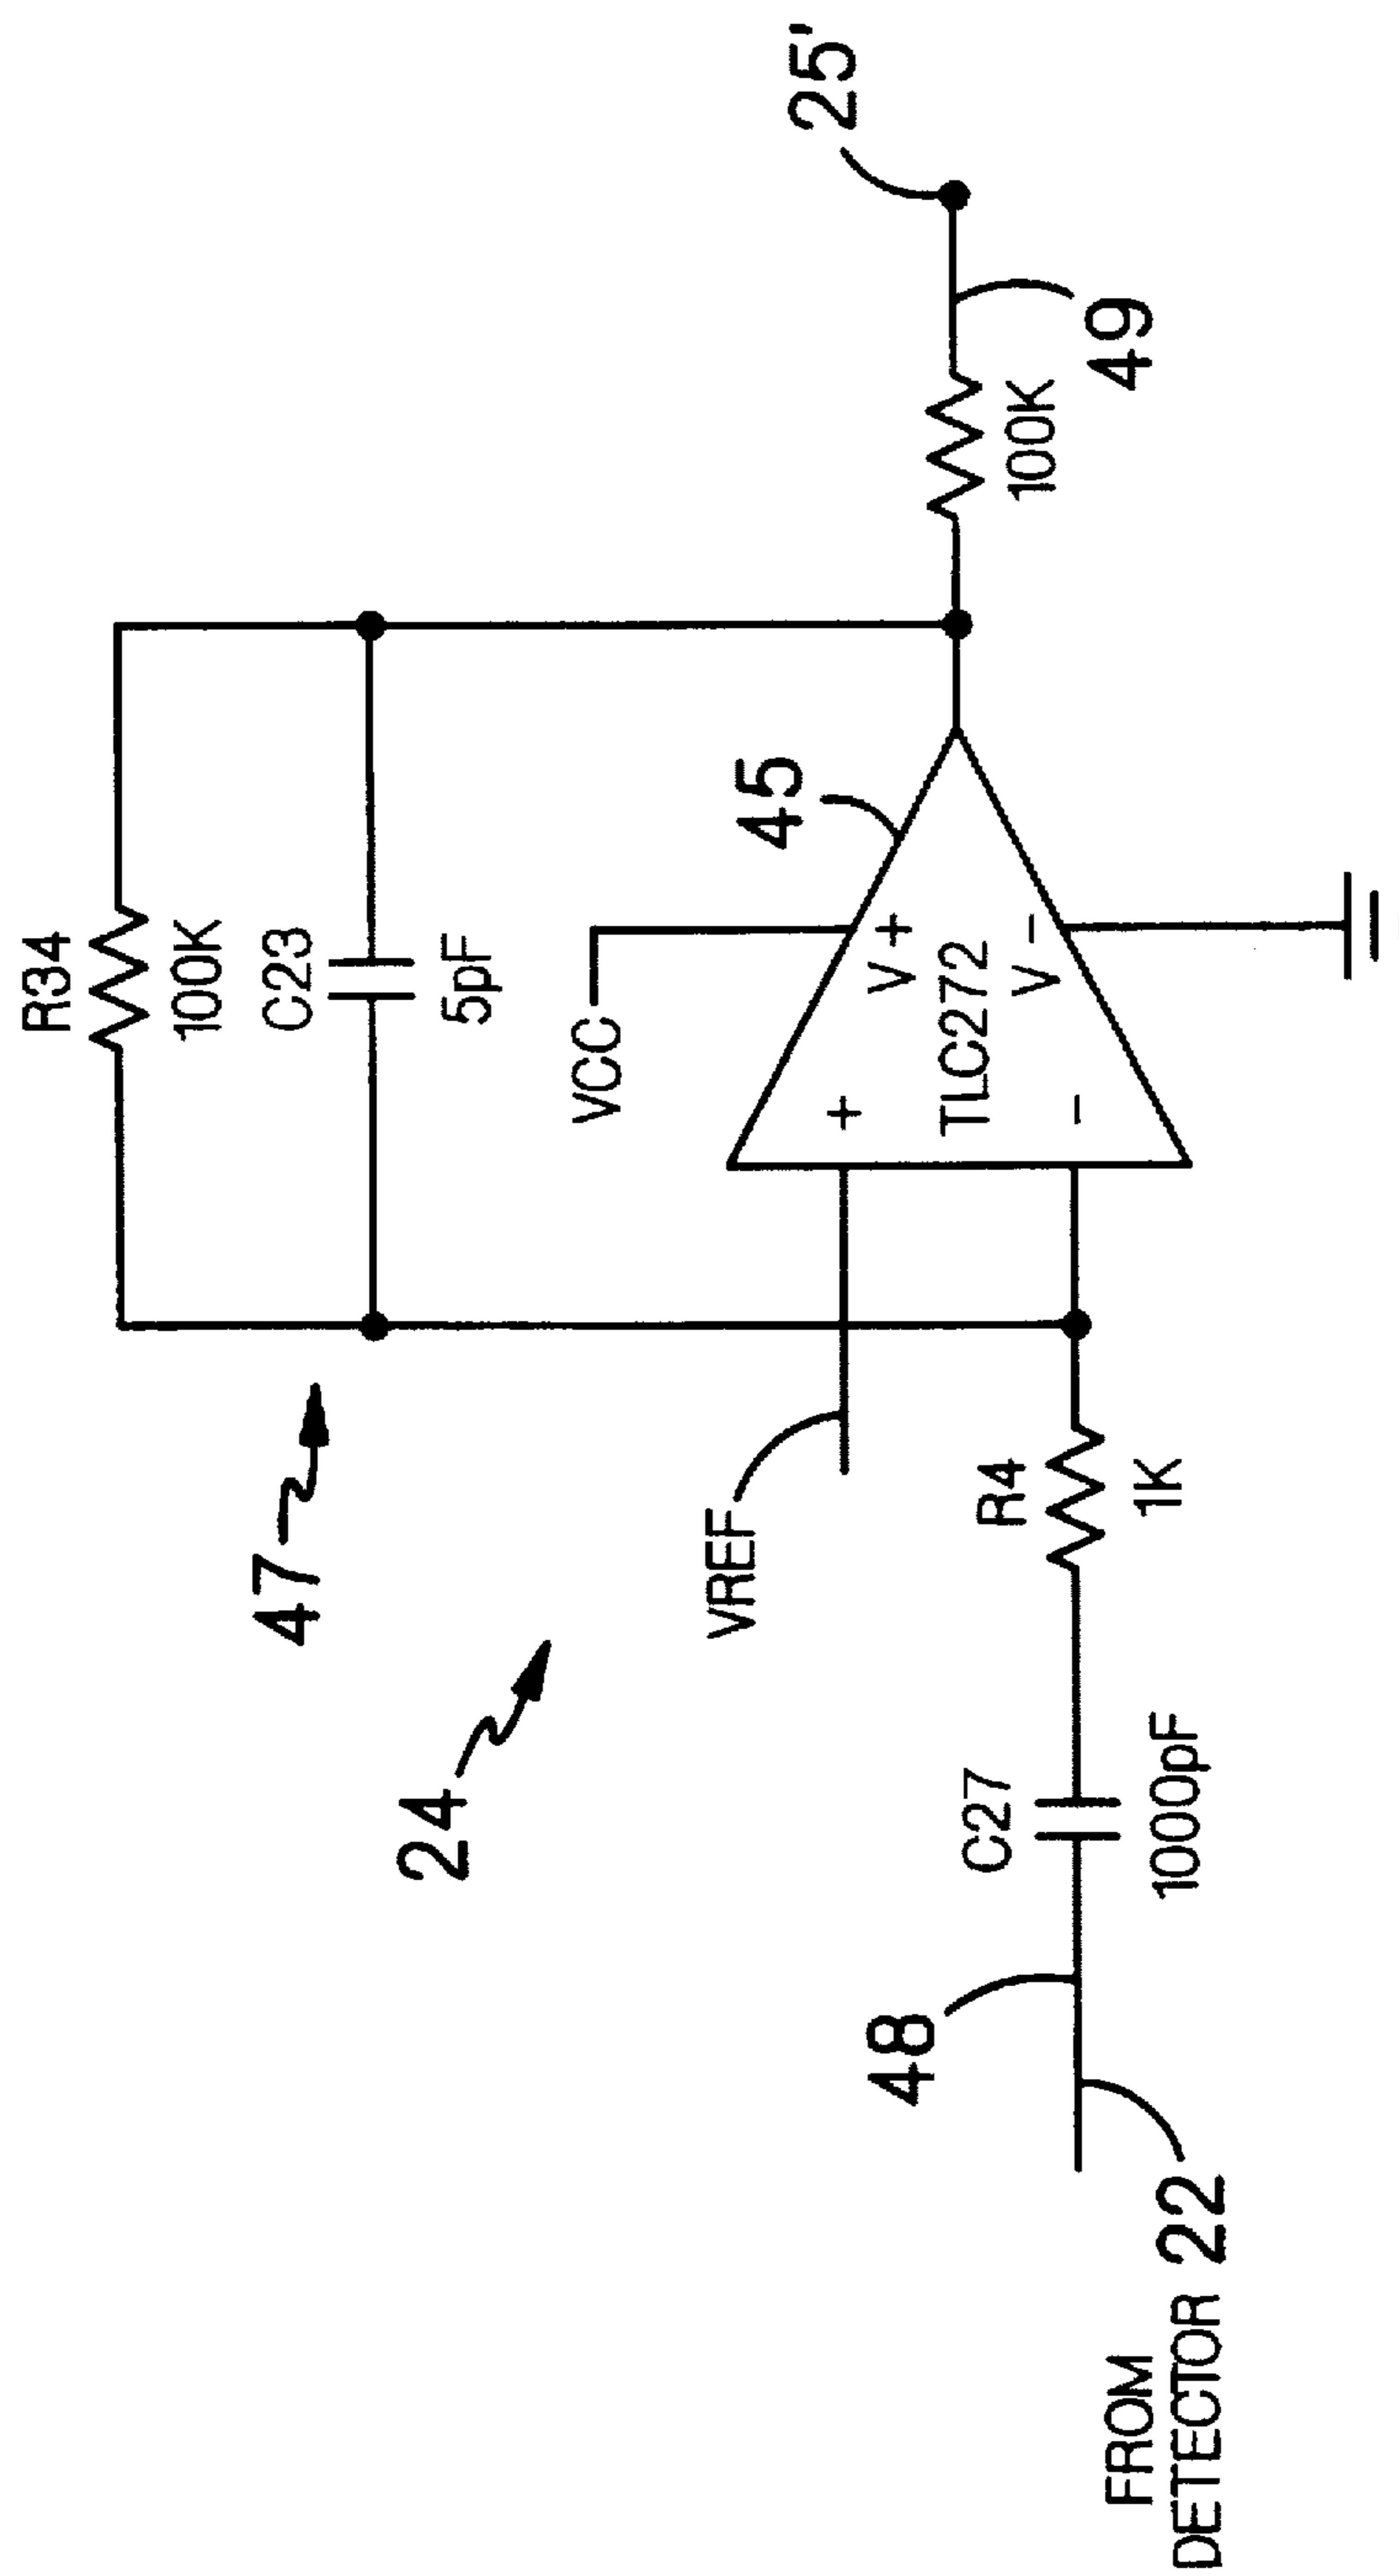 R34
100K
C23
5pF
47
24
VCC
45
25'
VREF
+
V +
TLC272
-
V -
100K
49
48
C27
1000pF
R4
1K
FROM
DETECTOR 22